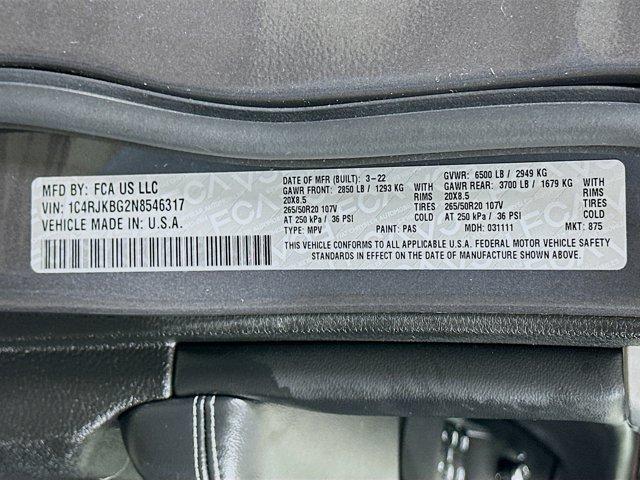 MFD BY: FCA US LLC
VIN: 1C4RJKBG2N8546317
VEHICLE MADE IN: U.S.A.
DATE OF MFR (BUILT): 3-22
GAWR FRONT: 2850 LB / 1293 KG
20X8.5
265/50R20 107V
AT 250 kPa / 36 PSI
TYPE: MPV
PAINT: PAS
WITH
RIMS
TIRES
GVWR: 6500 LB / 2949 KG
GAWR REAR: 3700 LB / 1679 KG
20X8.5
265/50R20 107V
AT 250 kPa / 36 PSI
MDH: 031111
WITH
RIMS
TIRES
MKT: 875
THIS VEHICLE CONFORMS TO ALL APPLICABLE U.S.A. FEDERAL MOTOR VEHICLE SAFETY
STANDARDS IN EFFECT ON THE DATE OF MANUFACTURE SHOWN ABOVE.